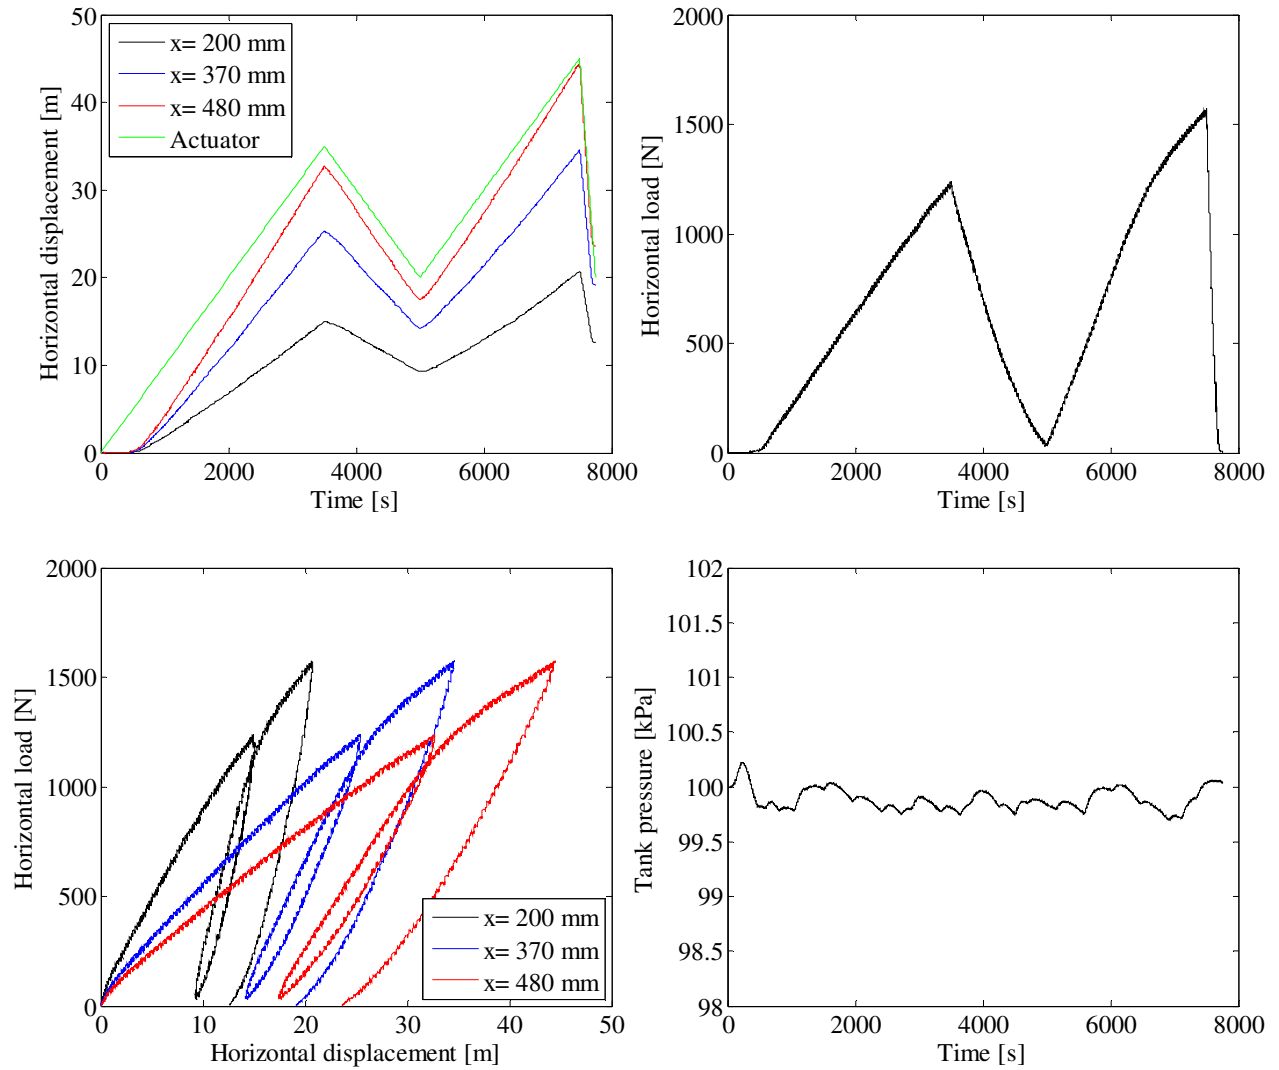 50
40
30
20
10
0
Horizontal displacement [m]
x= 200 mm
x= 370 mm
x= 480 mm
Actuator
0 2000 4000 6000 8000
Time [s]
2000
1500
1000
500
0
Horizontal load [N]
0 2000 4000 6000 8000
Time [s]
2000
1500
1000
500
0
Horizontal load [N]
x= 200 mm
x= 370 mm
x= 480 mm
0 10 20 30 40 50
Horizontal displacement [m]
102
101.5
101
100.5
100
99.5
99
98.5
98
Tank pressure [kPa]
0 2000 4000 6000 8000
Time [s]